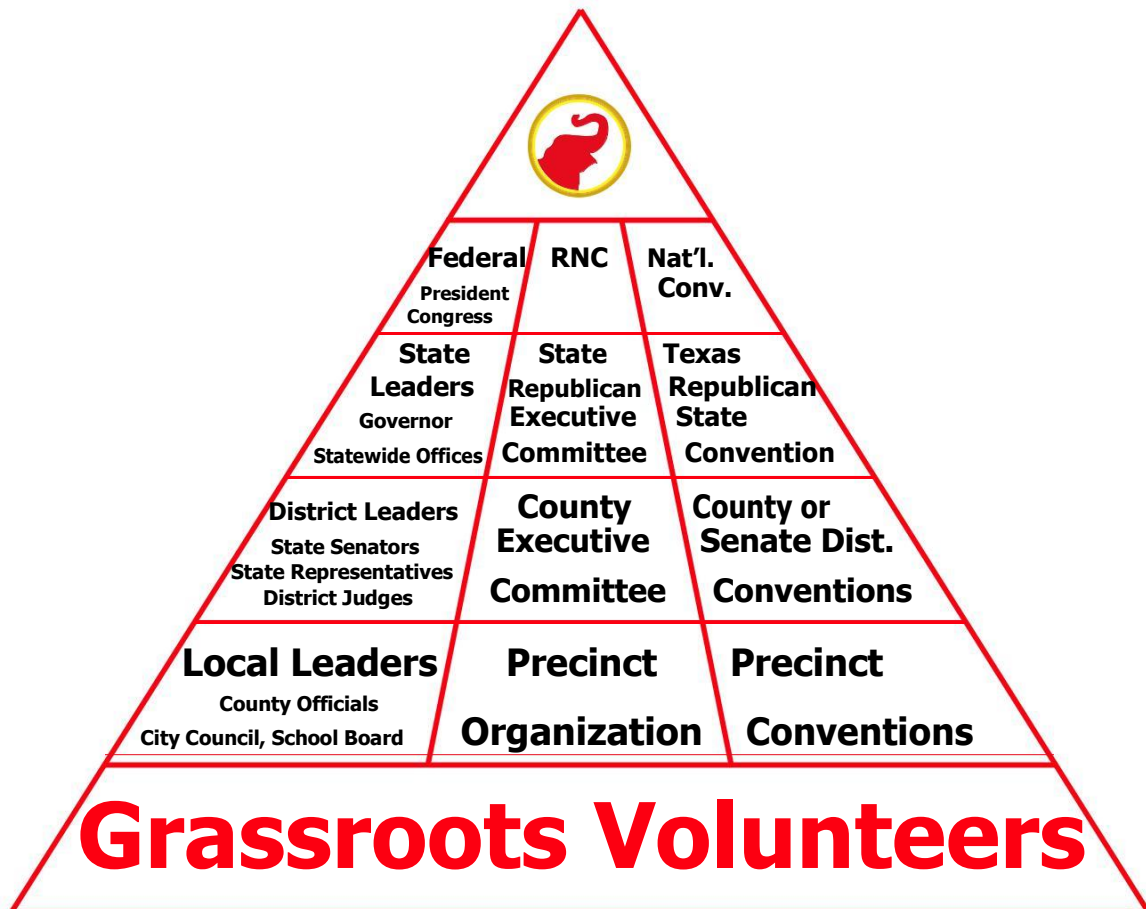 Federal
President
Congress
RNC
Nat’l.
Conv.
State
Leaders
Governor
Statewide Offices
State
Republican
Executive
Committee
Texas
Republican
State
Convention
District Leaders
State Senators
State Representatives
District Judges
County
Executive
Committee
County or
Senate Dist.
Conventions
Local Leaders
County Officials
City Council, School Board
Precinct
Organization
Precinct
Conventions
Grassroots Volunteers